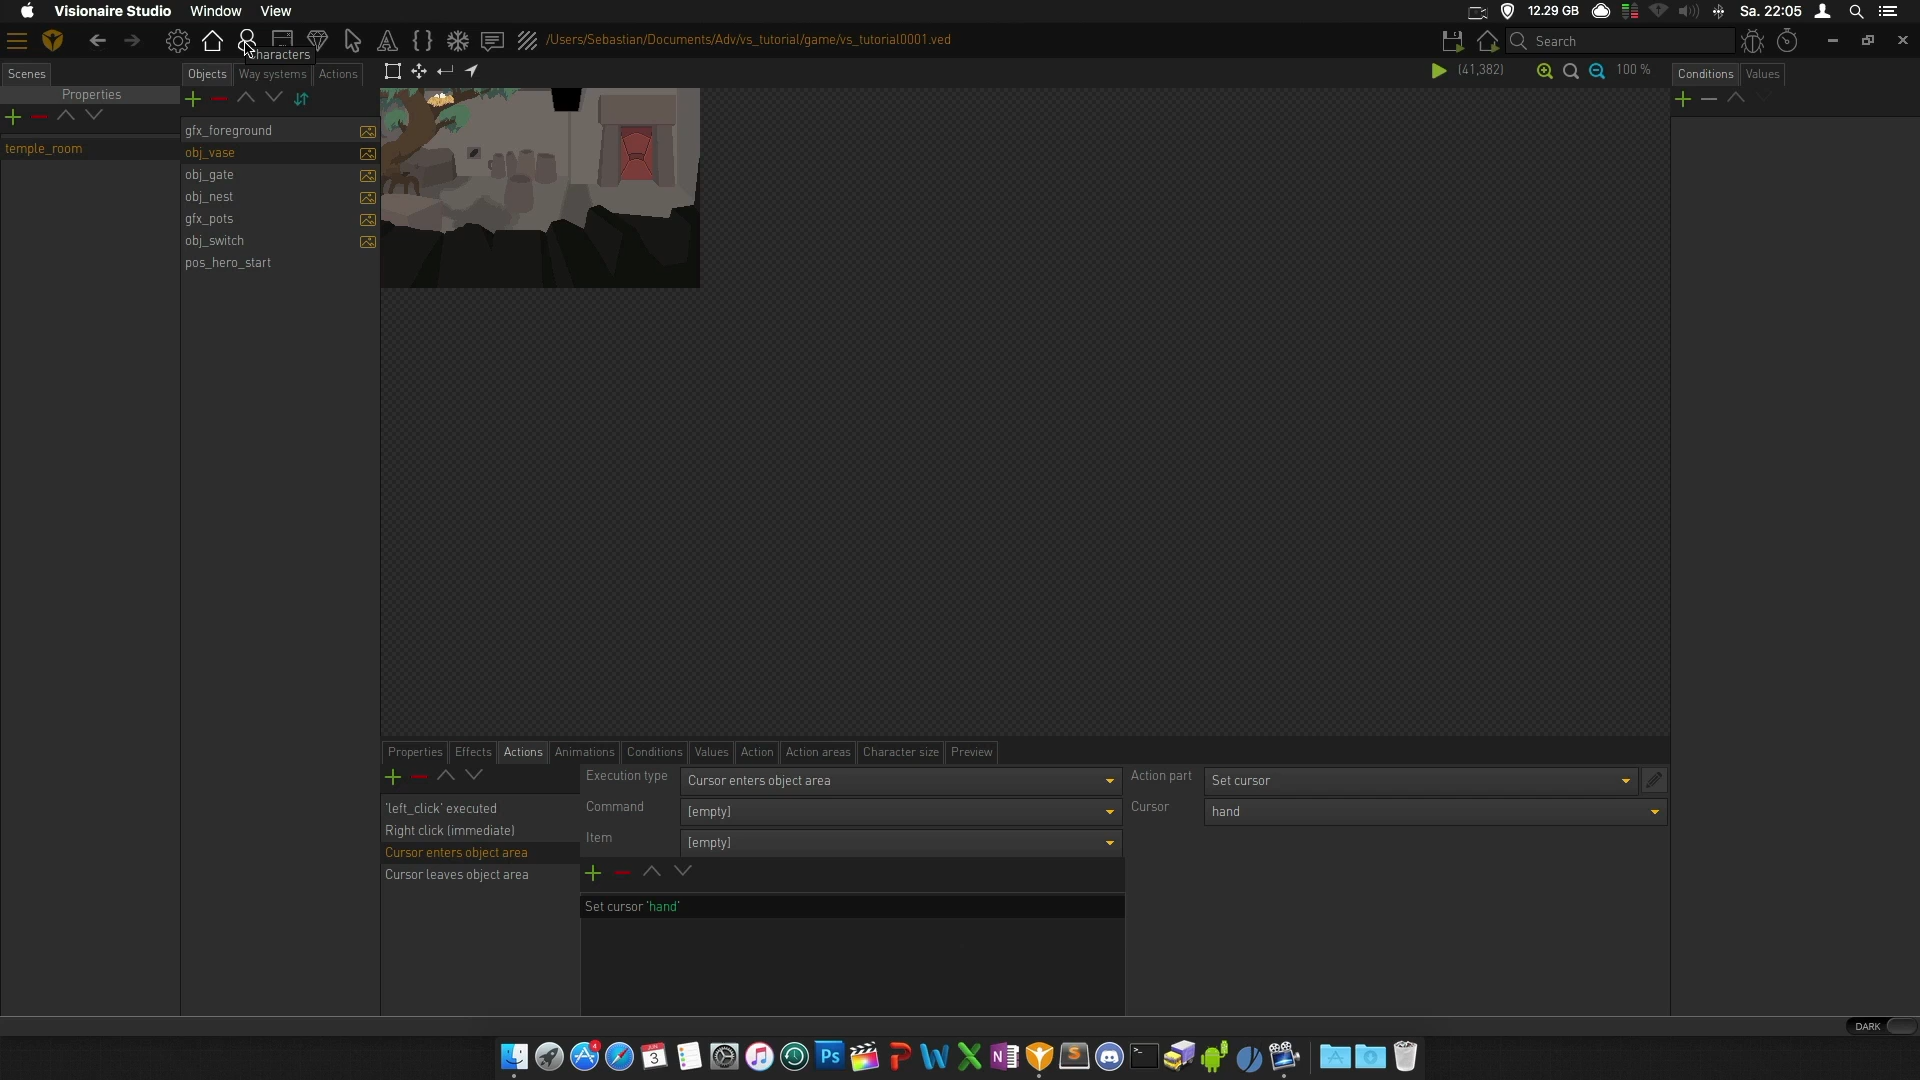 Visionaire Studio Window View 12.29 GB Sa. 22:05
/Users/Sebastian/Documents/Adv/vs_tutorial/game/vs_tutorial0001.ved Search
Characters
Scenes Objects Way systems Actions (41,382) 100 % Conditions Values
Properties
temple_room
gfx_foreground
obj_vase
obj_gate
obj_nest
gfx_pots
obj_switch
pos_hero_start
Properties Effects Actions Animations Conditions Values Action Action areas Character size Preview
'left_click' executed
Right click (immediate)
Cursor enters object area
Cursor leaves object area
Execution type Cursor enters object area
Command [empty]
Item [empty]
Set cursor 'hand'
Action part Set cursor
Cursor hand
DARK